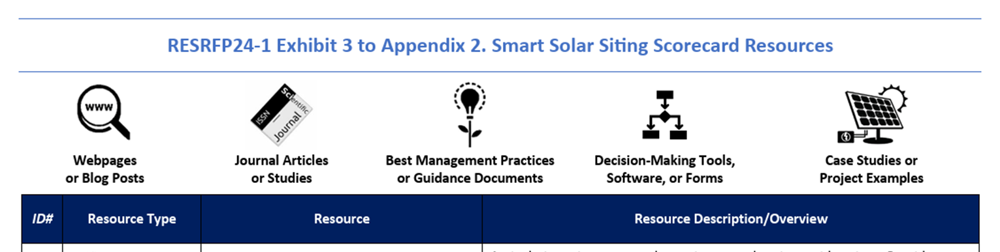 RESRFP24-1 Exhibit 3 to Appendix 2. Smart Solar Siting Scorecard Resources
www
ISSN
Scientific
Journal
Webpages
or Blog Posts
Journal Articles
or Studies
Best Management Practices
or Guidance Documents
Decision-Making Tools,
Software, or Forms
Case Studies or
Project Examples
ID# Resource Type Resource Resource Description/Overview